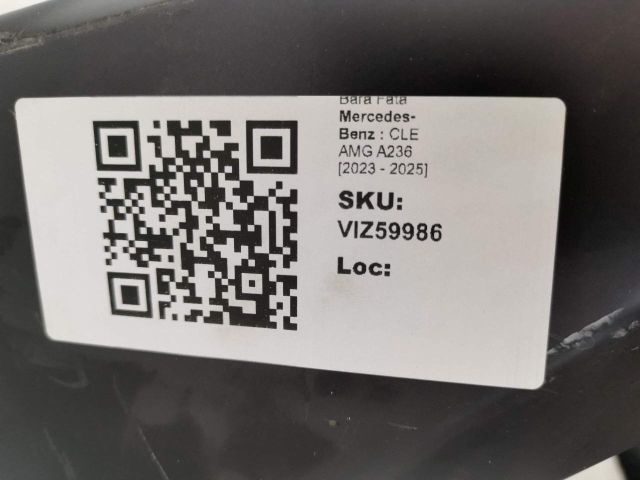 Bara Fata
Mercedes-
Benz : CLE
AMG A236
[2023 - 2025]
SKU:
VIZ59986
Loc: